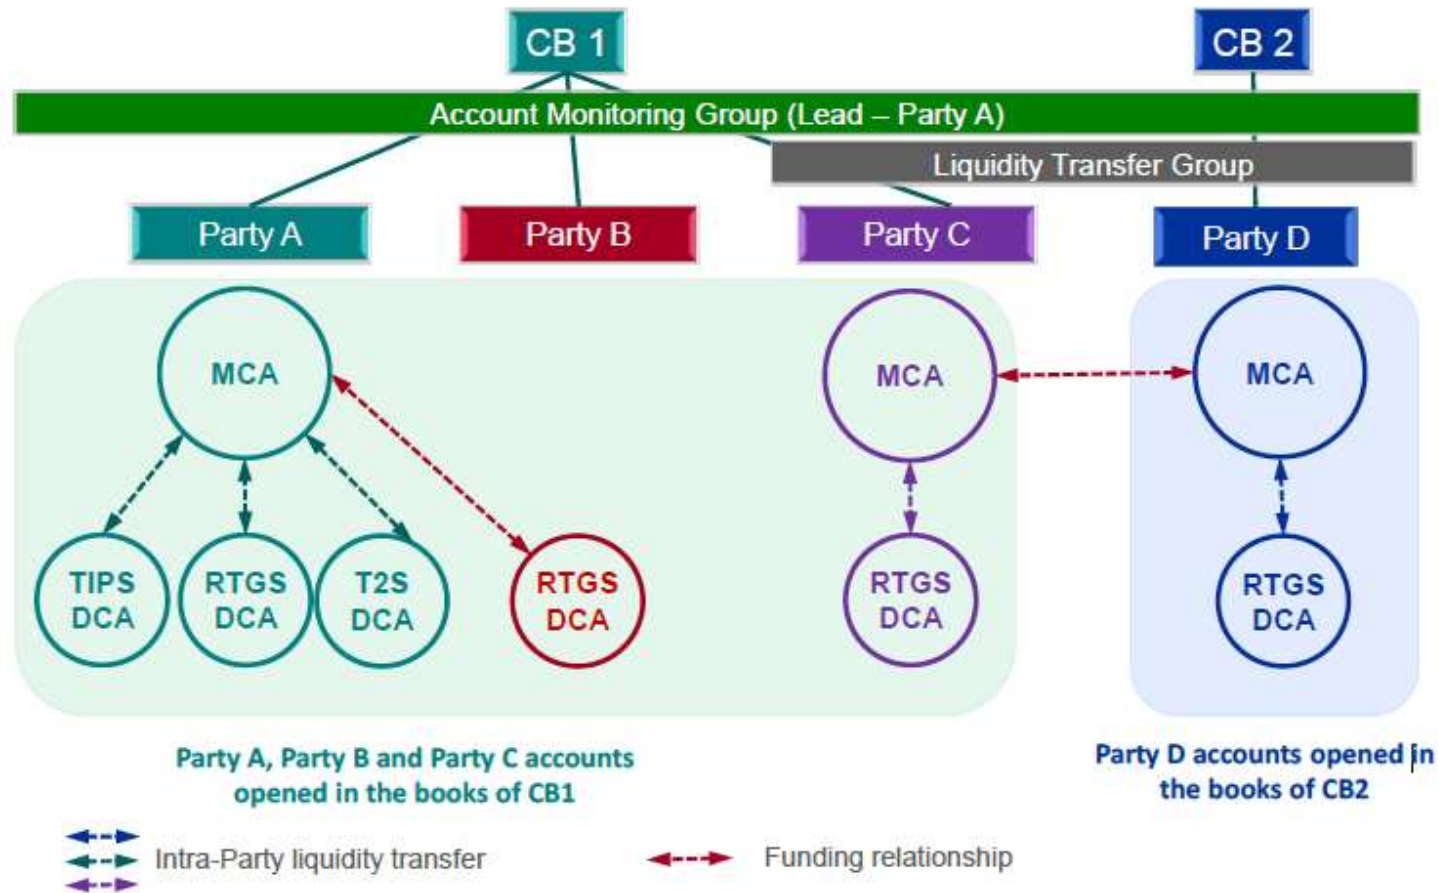 CB 1
CB 2
Account Monitoring Group (Lead – Party A)
Liquidity Transfer Group
Party A
Party B
Party C
Party D
MCA
MCA
MCA
TIPS
DCA
RTGS
DCA
T2S
DCA
RTGS
DCA
RTGS
DCA
RTGS
DCA
Party A, Party B and Party C accounts
opened in the books of CB1
Party D accounts opened in
the books of CB2
Intra-Party liquidity transfer
Funding relationship